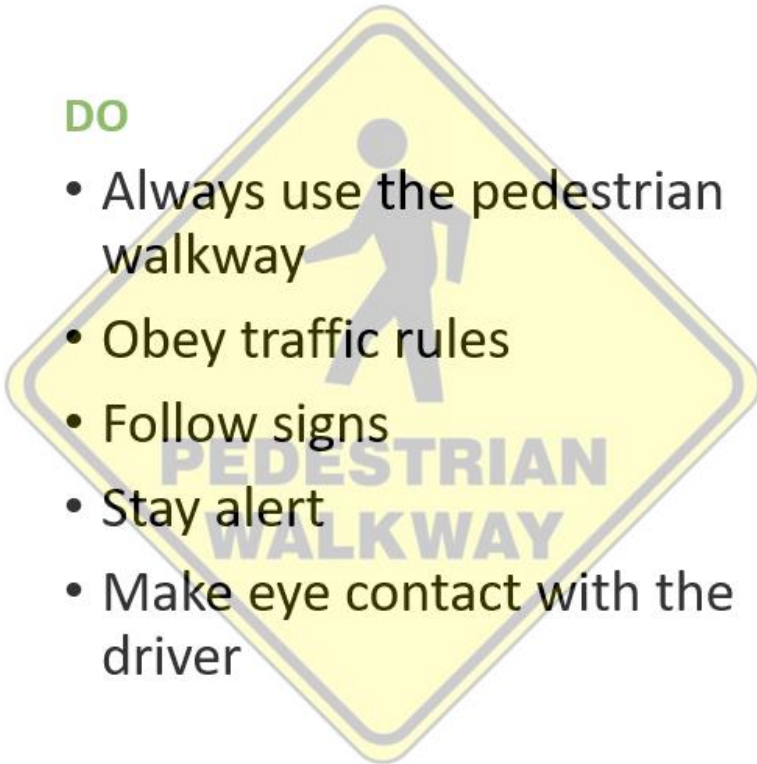 DO
• Always use the pedestrian
walkway
• Obey traffic rules
• Follow signs
PEDESTRIAN
• Stay alert
WALKWAY
• Make eye contact with the
driver